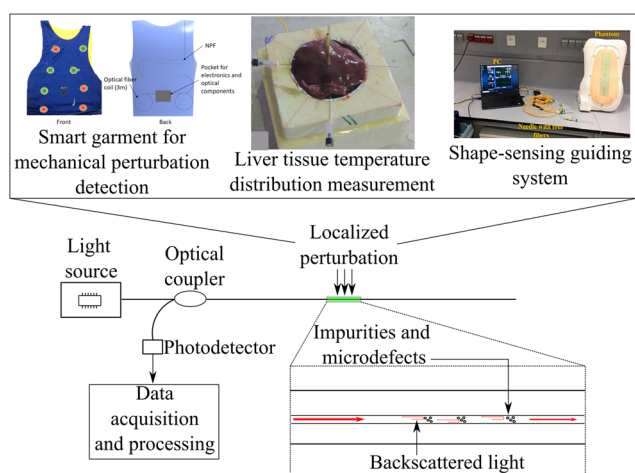 NPF
Optical fiber
coil (3m)
Pocket for
electronics and
optical
components
Front
Back
Smart garment for
mechanical perturbation
detection
Liver tissue temperature
distribution measurement
Phantom
PC
Shape-sensing guiding
system
Localized
perturbation
Light
source
Optical
coupler
Photodetector
Data
acquisition
and processing
Impurities and
microdefects
Backscattered light